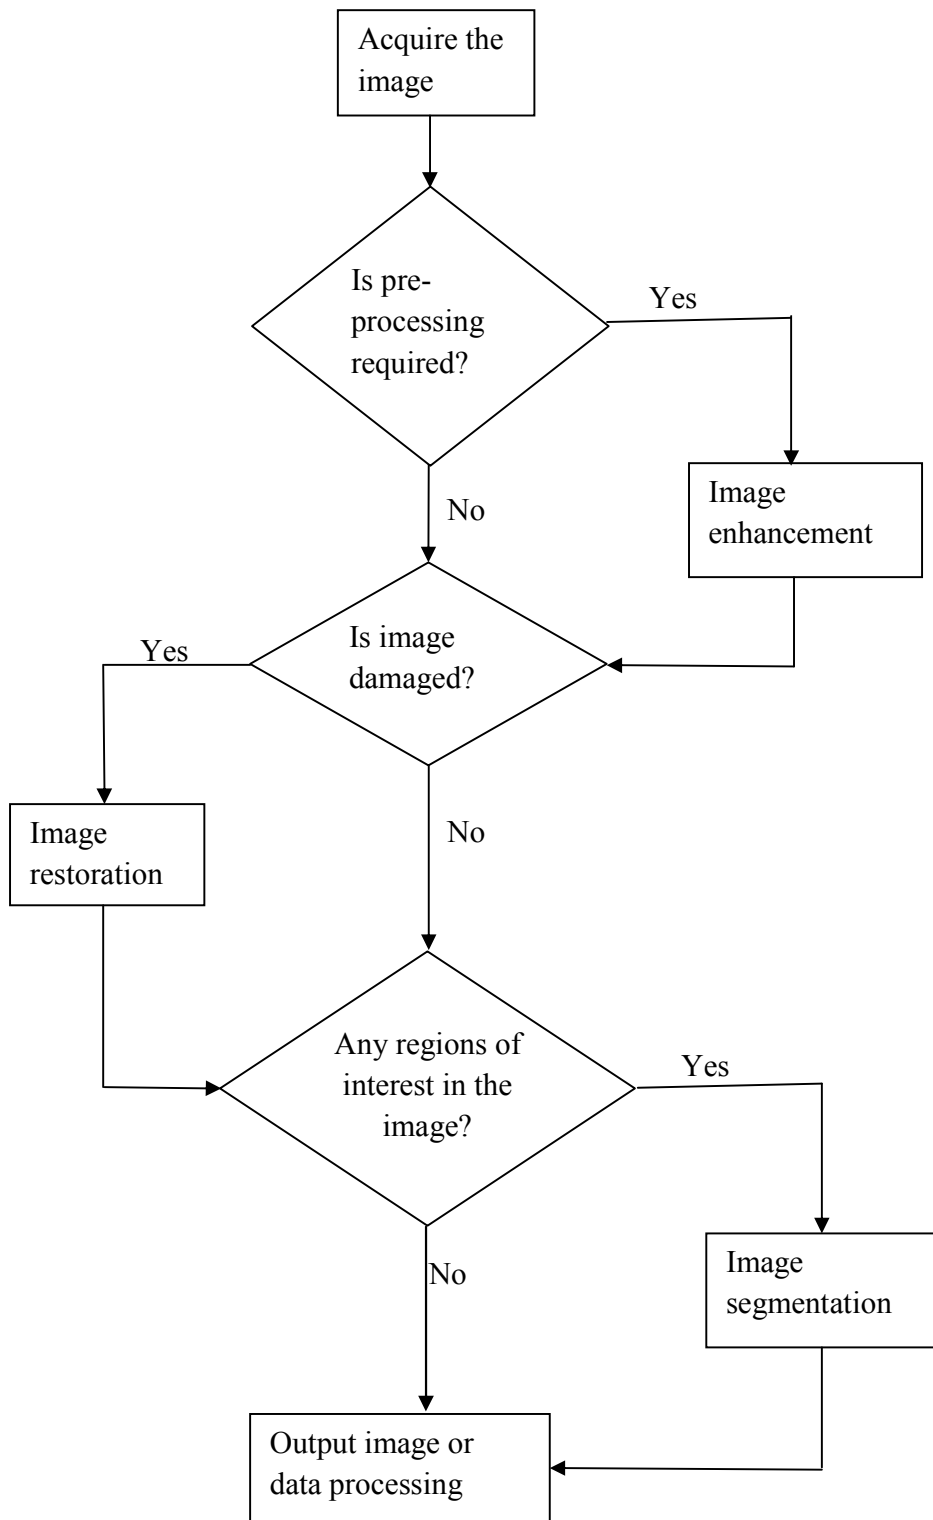 Acquire the
image
Is pre-
processing
required?
Yes
No
Image
enhancement
Is image
damaged?
Yes
No
Image
restoration
Any regions of
interest in the
image?
Yes
No
Image
segmentation
Output image or
data processing